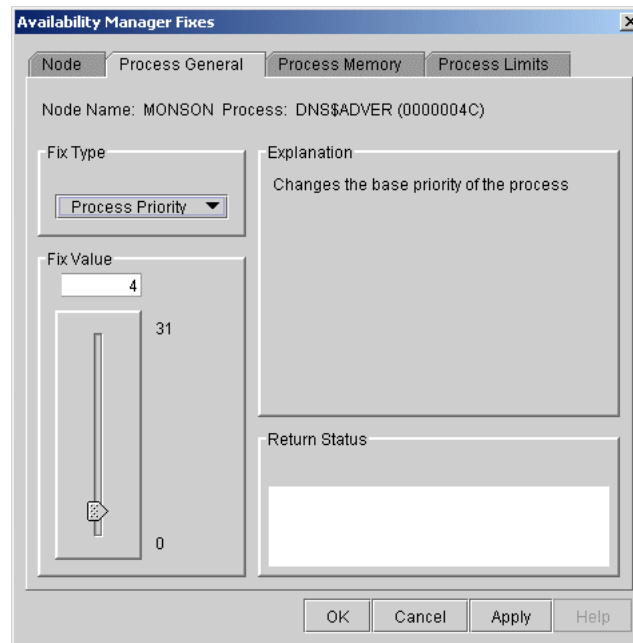 Availability Manager Fixes
Node
Process General
Process Memory
Process Limits
Node Name: MONSON Process: DNS$ADVER (0000004C)
Fix Type
Process Priority
Explanation
Changes the base priority of the process
Fix Value
4
31
0
Return Status
OK
Cancel
Apply
Help